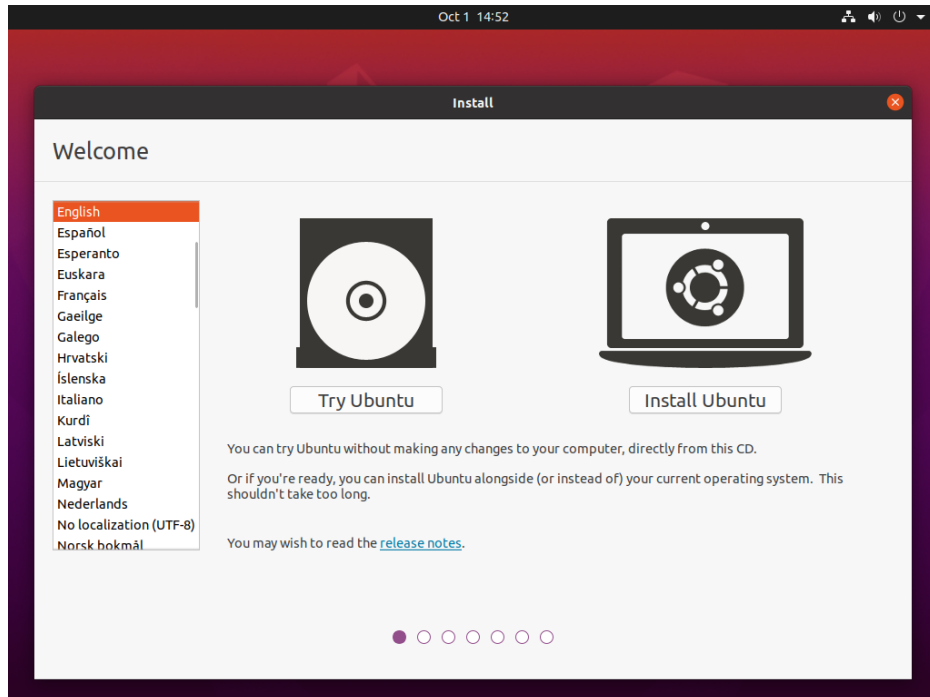 Oct 1 14:52
Install
Welcome
English
Español
Esperanto
Euskara
Français
Gaeilge
Galego
Hrvatski
Íslenska
Italiano
Kurdî
Latviski
Lietuviškai
Magyar
Nederlands
No localization (UTF-8)
Norsk bokmål
Try Ubuntu
Install Ubuntu
You can try Ubuntu without making any changes to your computer, directly from this CD.
Or if you're ready, you can install Ubuntu alongside (or instead of) your current operating system. This
shouldn't take too long.
You may wish to read the release notes.